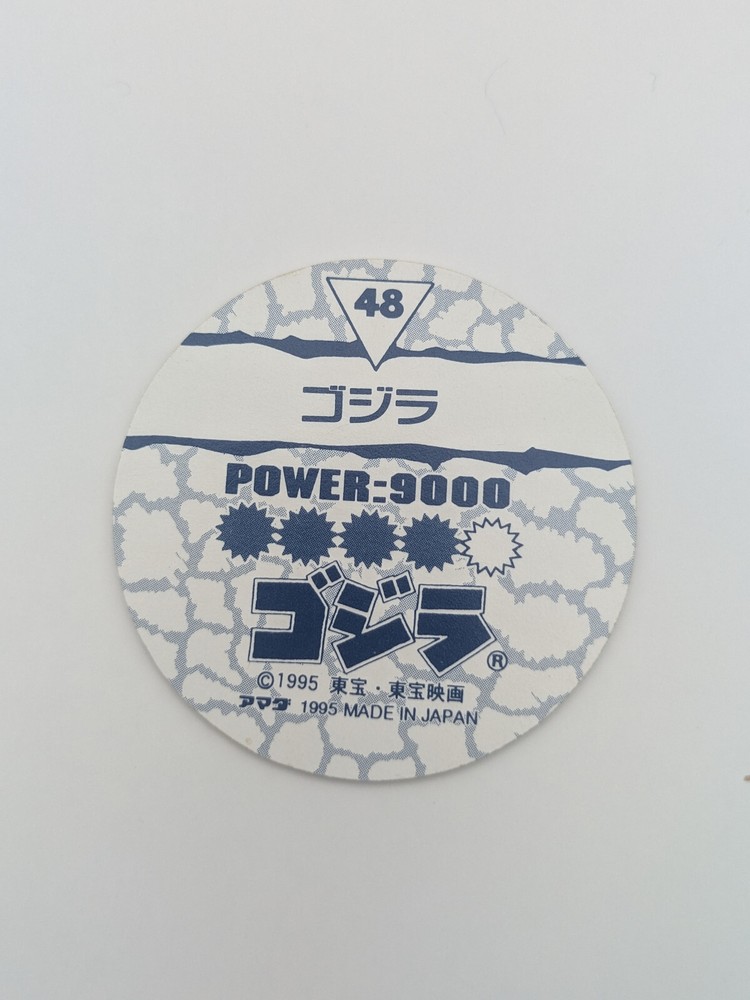 48
ゴジラ
POWER:9000
ゴジラ®
©1995 東宝・東宝映画
アマダ 1995 MADE IN JAPAN